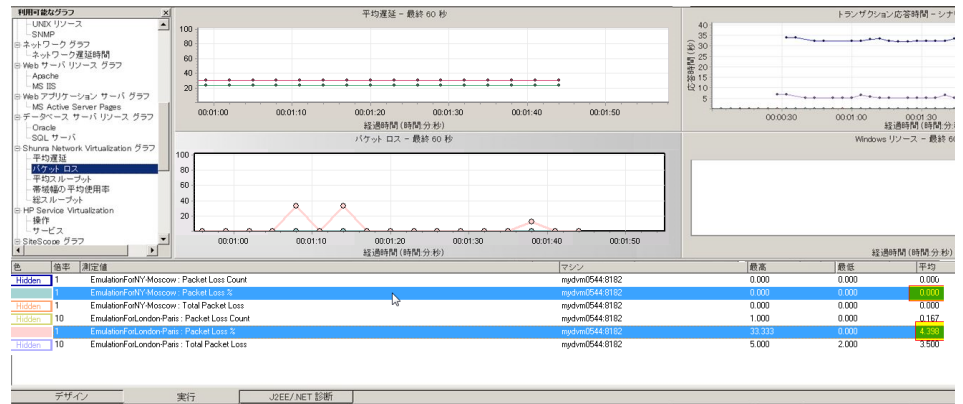 利用可能なグラフ
UNIX リソース
SNMP
ネットワーク グラフ
ネットワーク遅延時間
Web サーバ リソース グラフ
Apache
MS IIS
Web アプリケーション サーバ グラフ
MS Active Server Pages
データベース サーバ リソース グラフ
Oracle
SQL サーバ
Shunra Network Virtualization グラフ
平均遅延
パケット ロス
平均スループット
帯域幅の平均使用率
総スループット
HP Service Virtualization
操作
サービス
SiteScope グラフ
平均遅延 - 最終 60 秒
100
80
60
40
20
00:01:00 00:01:10 00:01:20 00:01:30 00:01:40 00:01:50
経過時間 (時間:分:秒)
トランザクション応答時間 - シナ
応答時間 (秒)
40
35
30
25
20
15
10
5
00:00:30 00:01:00 00:01:30
経過時間 (時間:分
パケット ロス - 最終 60 秒
100
80
60
40
20
00:01:00 00:01:10 00:01:20 00:01:30 00:01:40 00:01:50
経過時間 (時間:分:秒)
Windows リソース - 最終 60
経過時間 (時間:分:秒)
色 倍率 測定値 マシン 最高 最低 平均
Hidden 1 EmulationForNY-Moscow : Packet Loss Count mydvm0544:8182 0.000 0.000 0.000
1 EmulationForNY-Moscow : Packet Loss % mydvm0544:8182 0.000 0.000 0.000
Hidden 1 EmulationForNY-Moscow : Total Packet Loss mydvm0544:8182 0.000 0.000 0.000
Hidden 10 EmulationForLondon-Paris : Packet Loss Count mydvm0544:8182 1.000 0.000 0.167
1 EmulationForLondon-Paris : Packet Loss % mydvm0544:8182 33.333 0.000 4.398
Hidden 10 EmulationForLondon-Paris : Total Packet Loss mydvm0544:8182 5.000 2.000 3.500
デザイン 実行 J2EE/.NET 診断